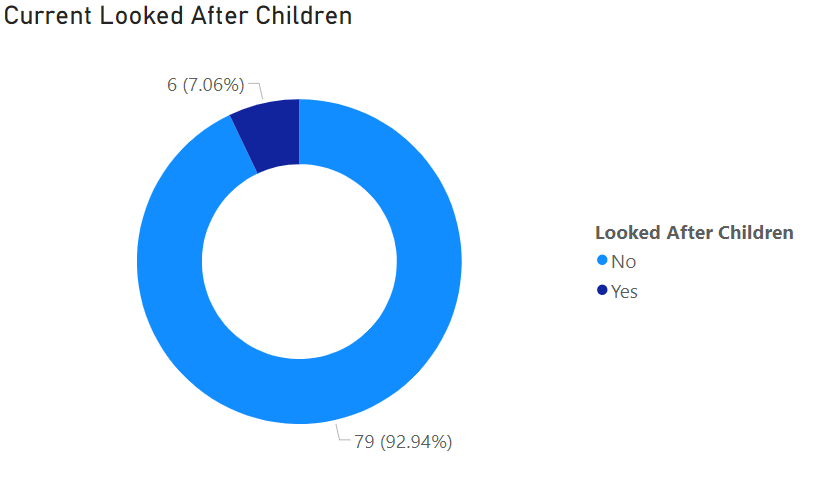 Current Looked After Children
6 (7.06%)
Looked After Children
No
Yes
79 (92.94%)